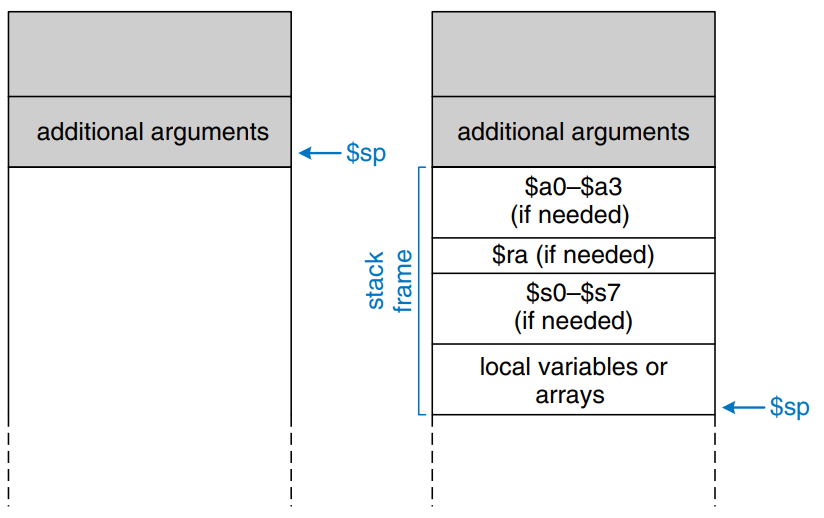 additional arguments
$sp
additional arguments
$a0–$a3
(if needed)
$ra (if needed)
$s0–$s7
(if needed)
local variables or
arrays
stack
frame
$sp